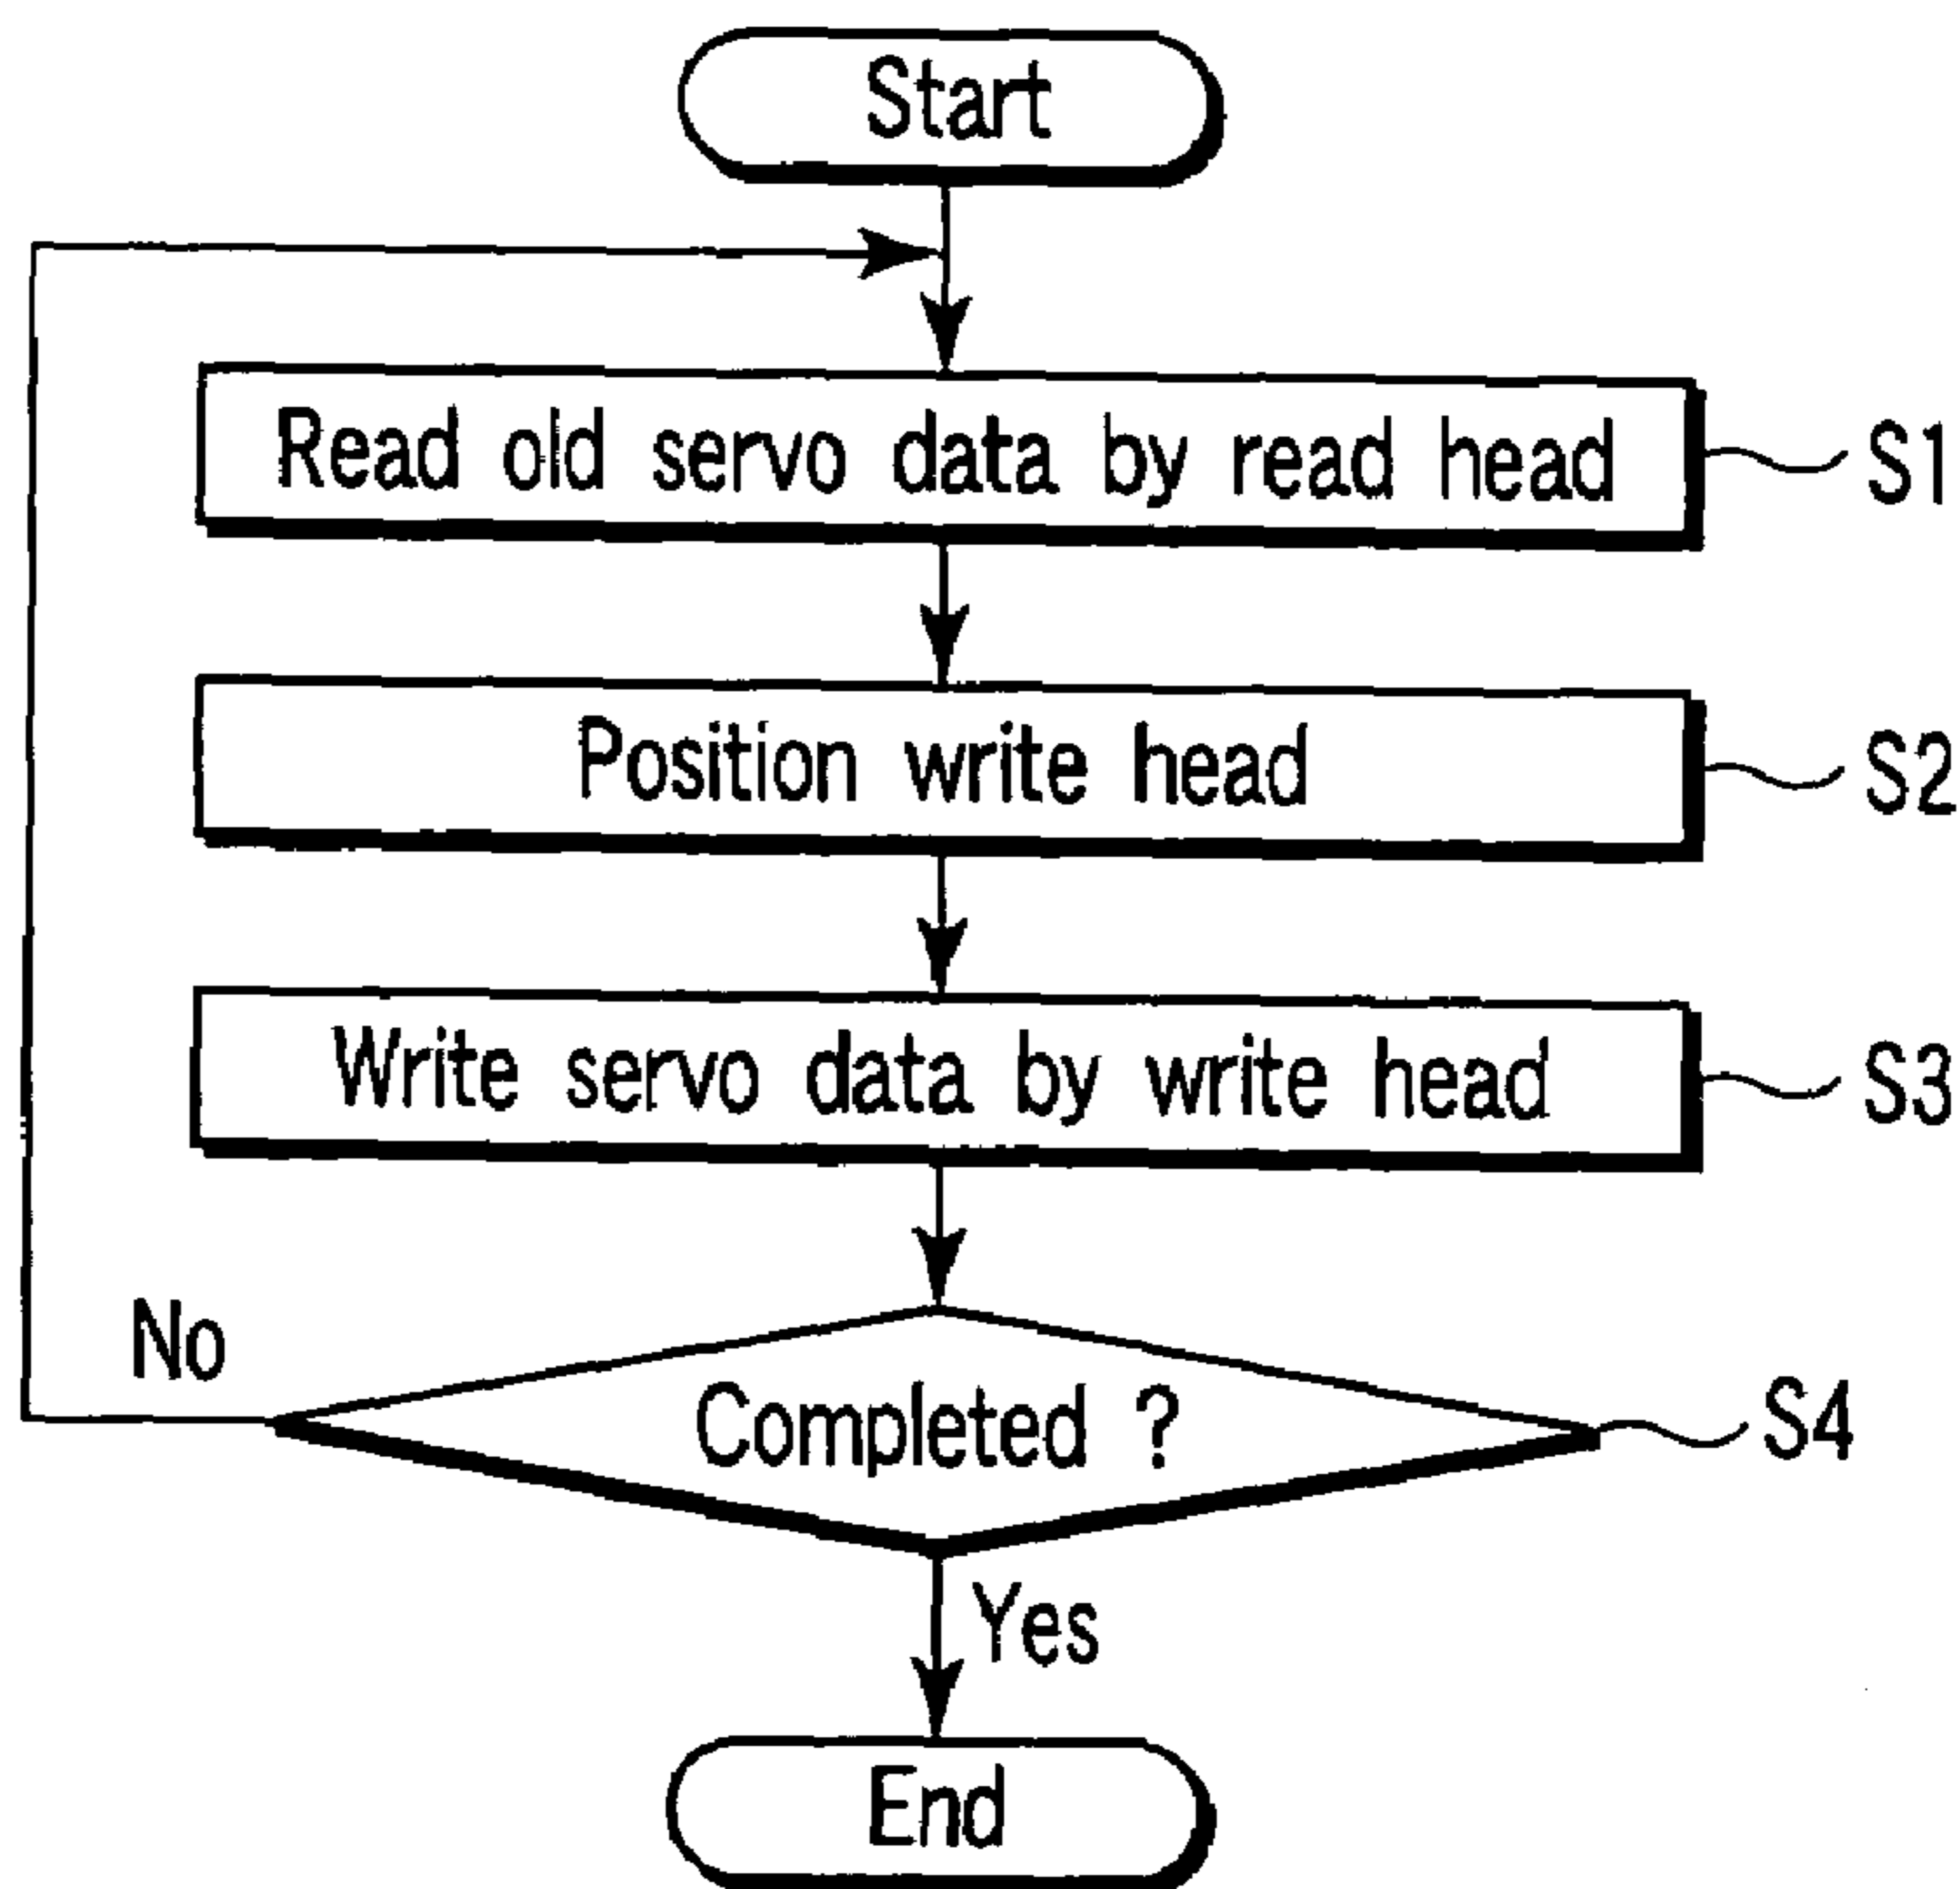 Start
Read old servo data by read head
S1
Position write head
S2
Write servo data by write head
S3
No
Completed ?
S4
Yes
End